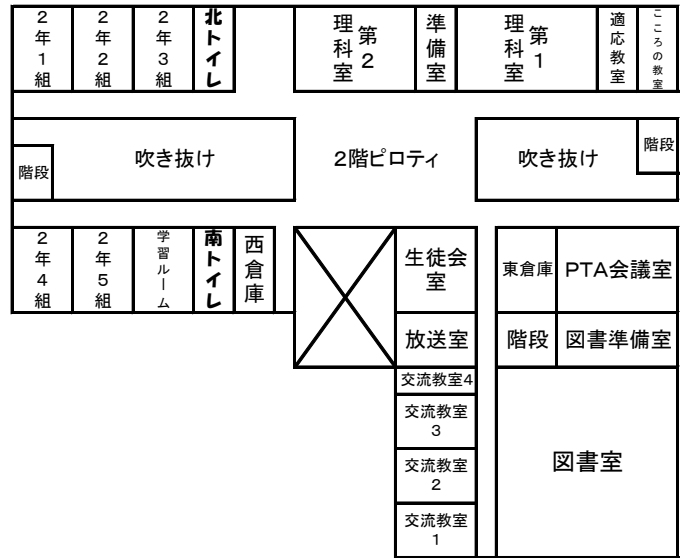 2年1組
2年2組
2年3組
北トイレ
理科室
第2
準備室
理科室
第1
適応教室
こころの教室
階段
吹き抜け
2階ピロティ
吹き抜け
階段
2年4組
2年5組
学習ルーム
南トイレ
西倉庫
生徒会
室
東倉庫
PTA会議室
放送室
階段
図書準備室
交流教室4
交流教室
3
交流教室
2
交流教室
1
図書室